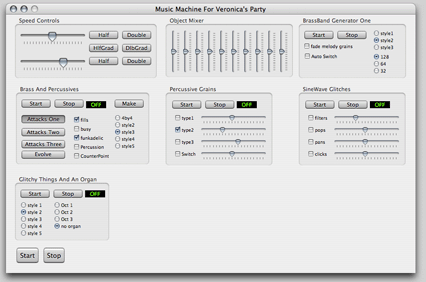 Music Machine For Veronica's Party
Speed Controls
Half Double
HlfGrad DlbGrad
Half Double
Object Mixer
BrassBand Generator One
Start Stop
fade melody grains
Auto Switch
style1
style2
style3
128
64
32
Brass And Percussives
Start Stop OFF Make
Attacks One
Attacks Two
Attacks Three
Evolve
fills
busy
funkadelic
Percussion
CounterPoint
4by4
style2
style3
style4
style5
Percussive Grains
Start Stop OFF
type1
type2
type3
Switch
SineWave Glitches
Start Stop OFF
filters
pops
pans
clicks
Glitchy Things And An Organ
Start Stop OFF
style 1
style 2
style 3
style 4
style 5
Oct 1
Oct 2
Oct 3
no organ
Start Stop